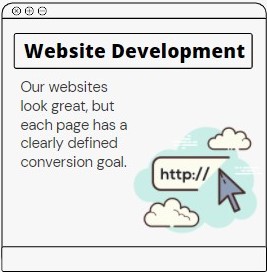 Website Development
Our websites
look great, but
each page has a
clearly defined
conversion goal.
http://